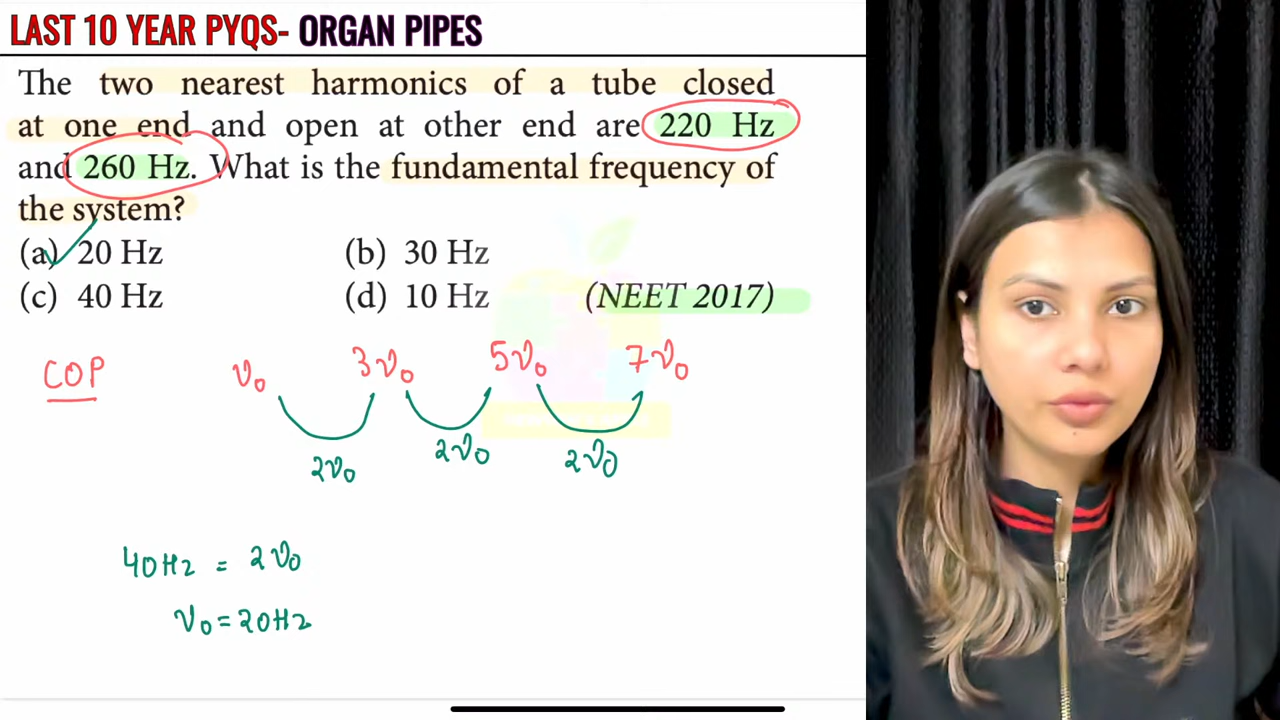 LAST 10 YEAR PYQS- ORGAN PIPES
The two nearest harmonics of a tube closed
at one end and open at other end are 220 Hz
and 260 Hz. What is the fundamental frequency of
the system?
(a) 20 Hz (b) 30 Hz
(c) 40 Hz (d) 10 Hz (NEET 2017)
COP ν₀ 3ν₀ 5ν₀ 7ν₀
2ν₀ 2ν₀ 2ν₀
40Hz = 2ν₀
ν₀ = 20Hz